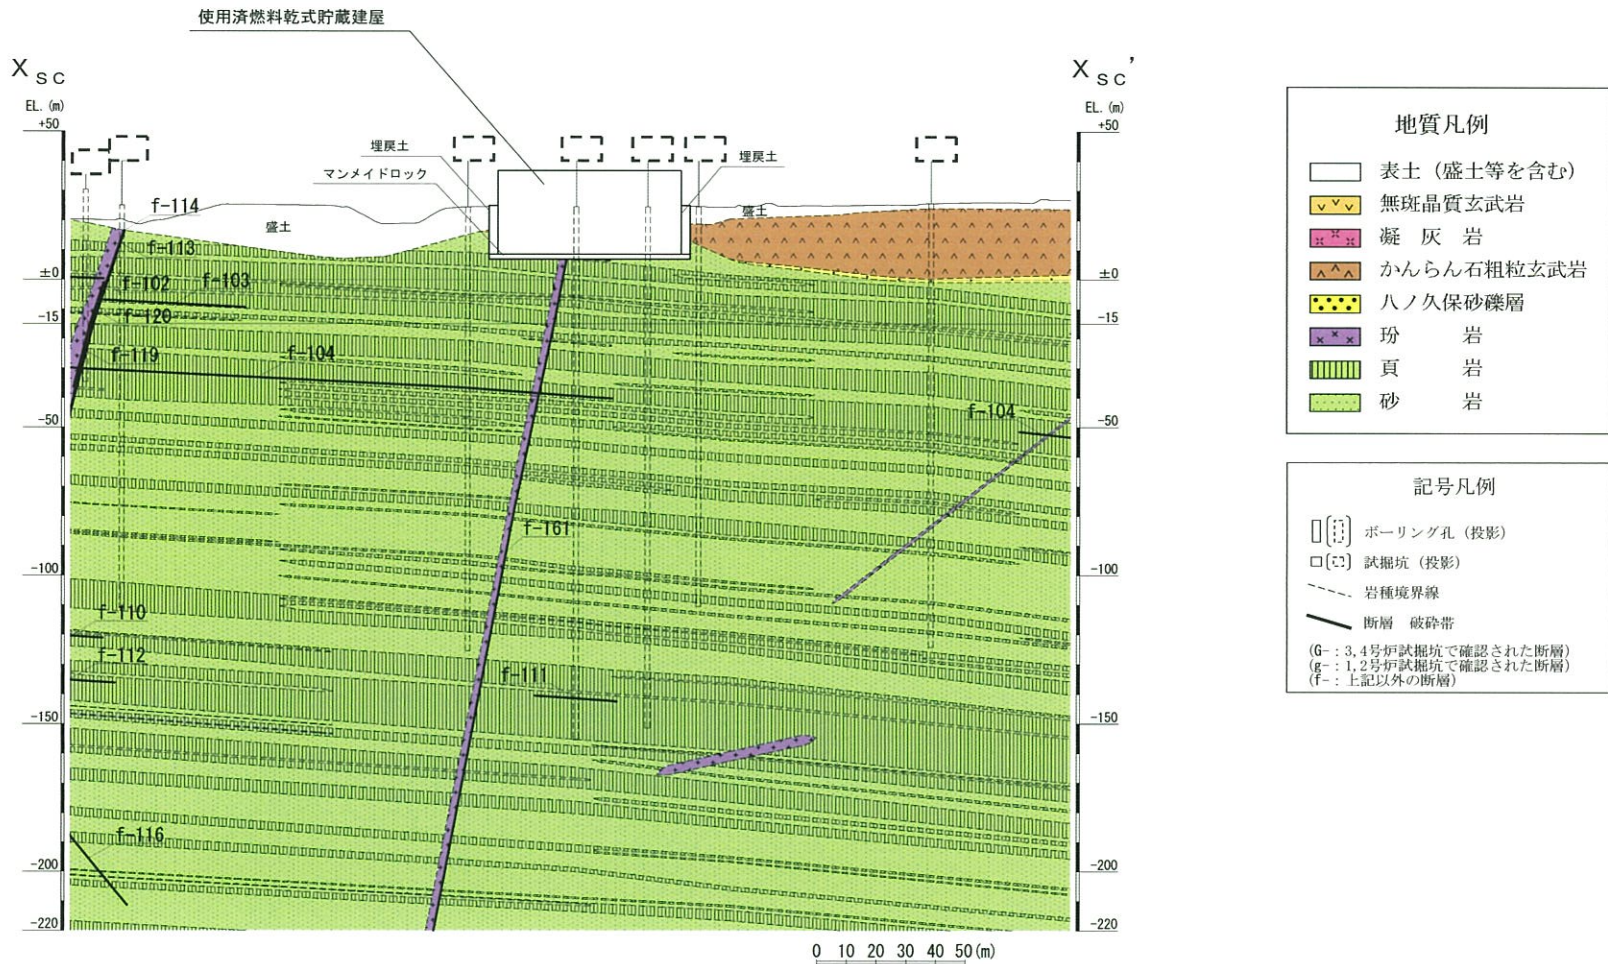 使用済燃料乾式貯蔵建屋
X SC
X SC’
EL. (m)
EL. (m)
+50
+50
埋戻土
埋戻土
マンメイドロック
f-114
盛土
盛土
f-113
±0
±0
f-102
f-103
-15
-15
f-120
f-119
f-104
f-104
-50
-50
f-161
-100
-100
f-110
f-112
f-111
-150
-150
f-116
-200
-200
-220
-220
0 10 20 30 40 50(m)
地質凡例
表土（盛土等を含む）
無斑晶質玄武岩
凝 灰 岩
かんらん石粗粒玄武岩
八ノ久保砂礫層
玢 岩
頁 岩
砂 岩
記号凡例
ボーリング孔（投影）
試掘坑（投影）
岩種境界線
断層 破砕帯
(G-：3,4号炉試掘坑で確認された断層)
(g-：1,2号炉試掘坑で確認された断層)
(f-：上記以外の断層)